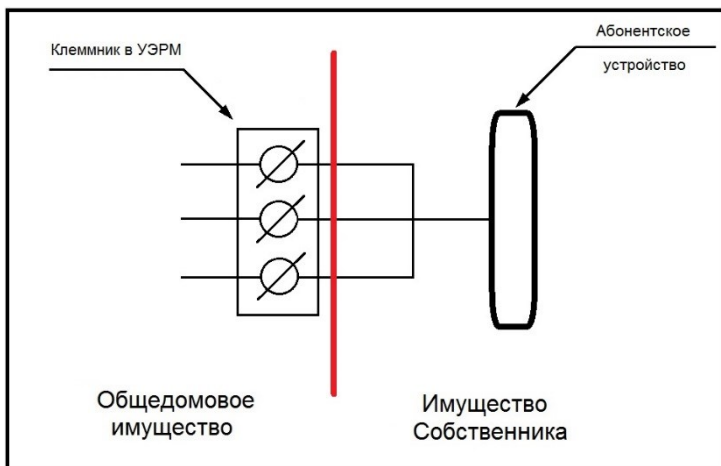 Клеммник в УЭРМ
Абонентское
устройство
Общедомовое
имущество
Имущество
Собственника